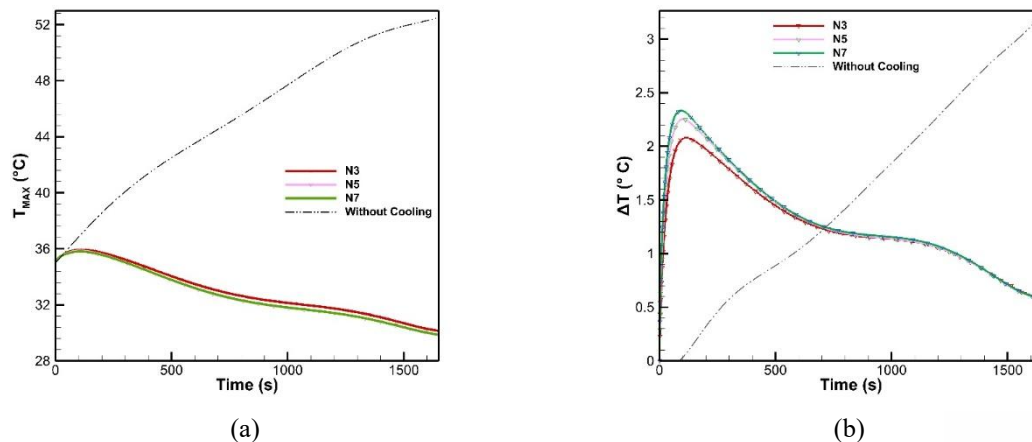 52
48
44
40
36
32
28
T_MAX (°C)
N3
N5
N7
Without Cooling
0
500
1000
1500
Time (s)
(a)
3
2.5
2
1.5
1
0.5
0
ΔT (° C)
N3
N5
N7
Without Cooling
0
500
1000
1500
Time (s)
(b)